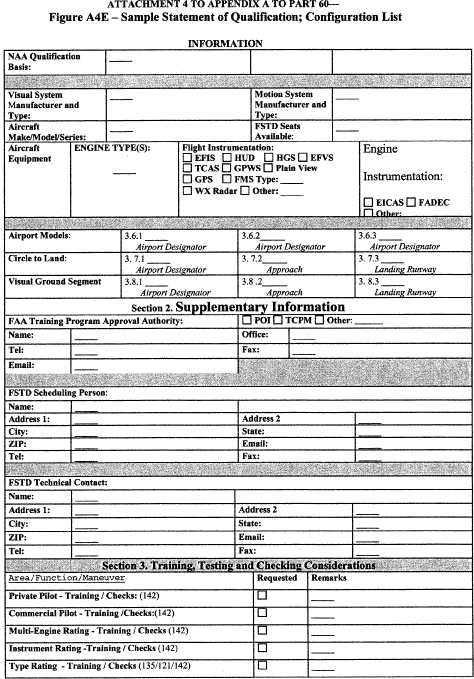 ATTACHMENT 4 TO APPENDIX A TO PART 60—
Figure A4E – Sample Statement of Qualification; Configuration List
INFORMATION
NAA Qualification Basis: ____
Visual System Manufacturer and Type: ____ Motion System Manufacturer and Type: ____
Aircraft Make/Model/Series: ____ FSTD Seats Available: ____
Aircraft Equipment
ENGINE TYPE(S): ____
Flight Instrumentation:
☐ EFIS ☐ HUD ☐ HGS ☐ EFVS
☐ TCAS ☐ GPWS ☐ Plain View
☐ GPS ☐ FMS Type: ____
☐ WX Radar ☐ Other: ____
Engine
Instrumentation:
☐ EICAS ☐ FADEC
☐ Other:
Airport Models: 3.6.1 ____ 3.6.2 ____ 3.6.3 ____
Airport Designator Airport Designator Airport Designator
Circle to Land: 3. 7.1 ____ 3. 7.2 ____ 3. 7.3 ____
Airport Designator Approach Landing Runway
Visual Ground Segment 3.8.1 ____ 3.8 .2 ____ 3. 8.3 ____
Airport Designator Approach Landing Runway
Section 2. Supplementary Information
FAA Training Program Approval Authority: ☐ POI ☐ TCPM ☐ Other: ____
Name: ____ Office: ____
Tel: ____ Fax: ____
Email: ____
FSTD Scheduling Person:
Name: ____
Address 1: ____ Address 2 ____
City: ____ State: ____
ZIP: ____ Email: ____
Tel: ____ Fax: ____
FSTD Technical Contact:
Name: ____
Address 1: ____ Address 2 ____
City: ____ State: ____
ZIP: ____ Email: ____
Tel: ____ Fax: ____
Section 3. Training, Testing and Checking Considerations
Area/Function/Maneuver Requested Remarks
Private Pilot - Training / Checks: (142) ☐ ____
Commercial Pilot - Training /Checks:(142) ☐ ____
Multi-Engine Rating - Training / Checks (142) ☐ ____
Instrument Rating -Training / Checks (142) ☐ ____
Type Rating - Training / Checks (135/121/142) ☐ ____